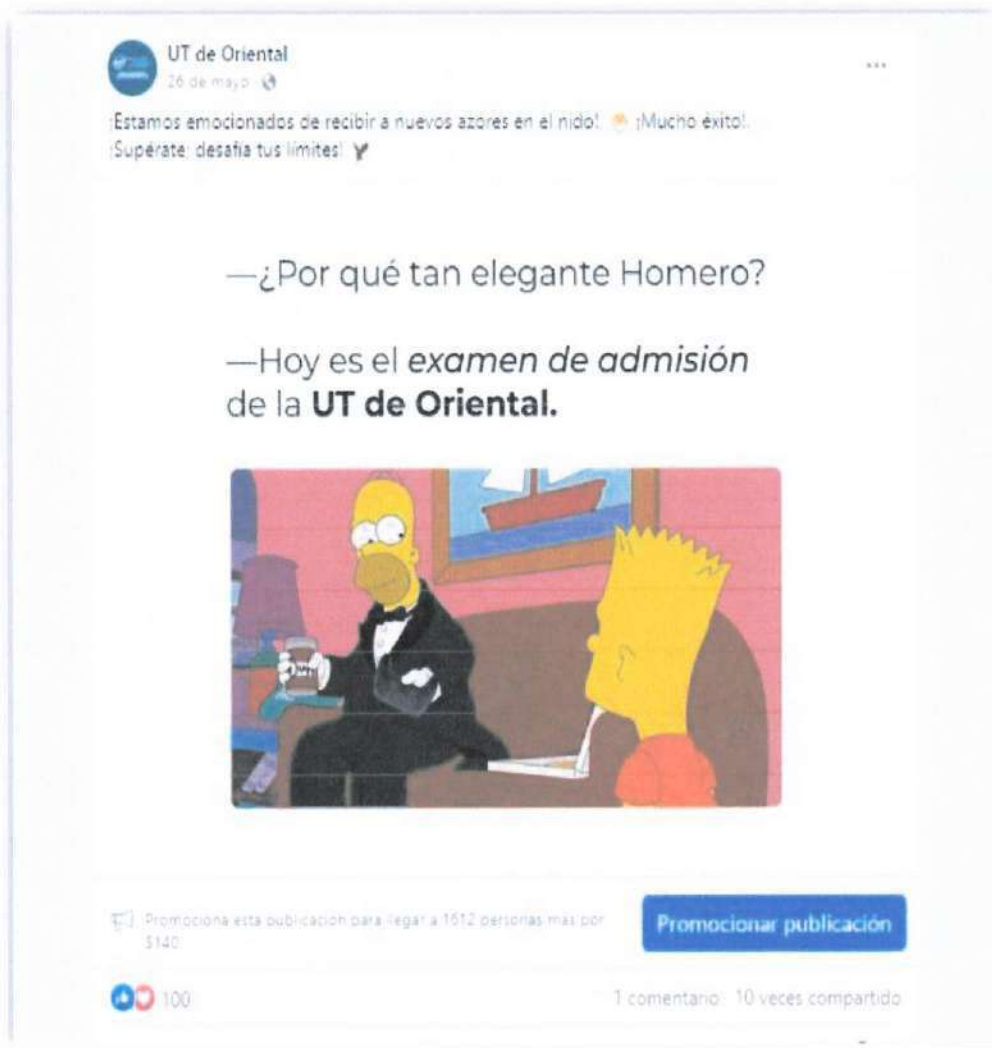 UT de Oriental
26 de mayo
¡Estamos emocionados de recibir a nuevos azores en el nido! 🐣 ¡Mucho éxito!
¡Supérate, desafía tus límites!
—¿Por qué tan elegante Homero?
—Hoy es el examen de admisión
de la UT de Oriental.
Promociona esta publicación para llegar a 1612 personas más por
$140
Promocionar publicación
100
1 comentario 10 veces compartido